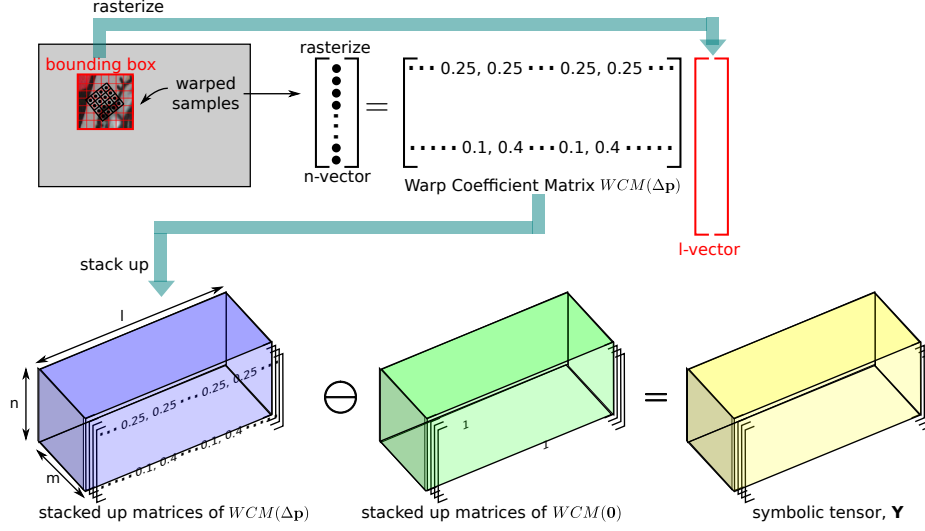 rasterize
bounding box
warped
samples
rasterize
n-vector
=
···· 0.25, 0.25 ···· 0.25, 0.25 ····
····· 0.1, 0.4 ····0.1, 0.4 ·····
Warp Coefficient Matrix WCM(Δp)
l-vector
stack up
l
n
m
···· 0.25, 0.25 ···· 0.25, 0.25 ····
····· 0.1, 0.4 ···· 0.1, 0.4 ·····
⊖
1
1
=
stacked up matrices of WCM(Δp)
stacked up matrices of WCM(0)
symbolic tensor, Y